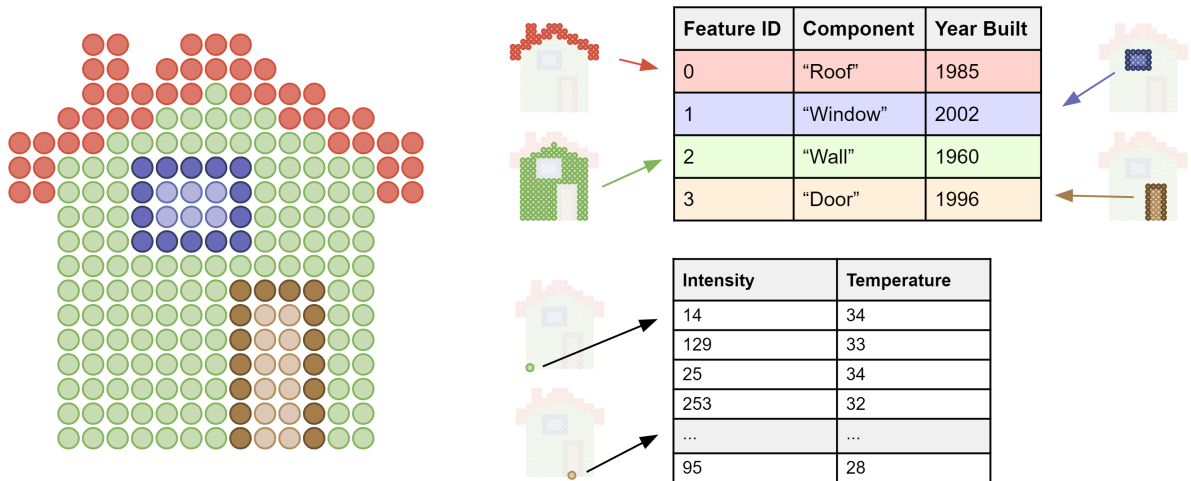 Feature ID Component Year Built
0 “Roof” 1985
1 “Window” 2002
2 “Wall” 1960
3 “Door” 1996
Intensity Temperature
14 34
129 33
25 34
253 32
... ...
95 28